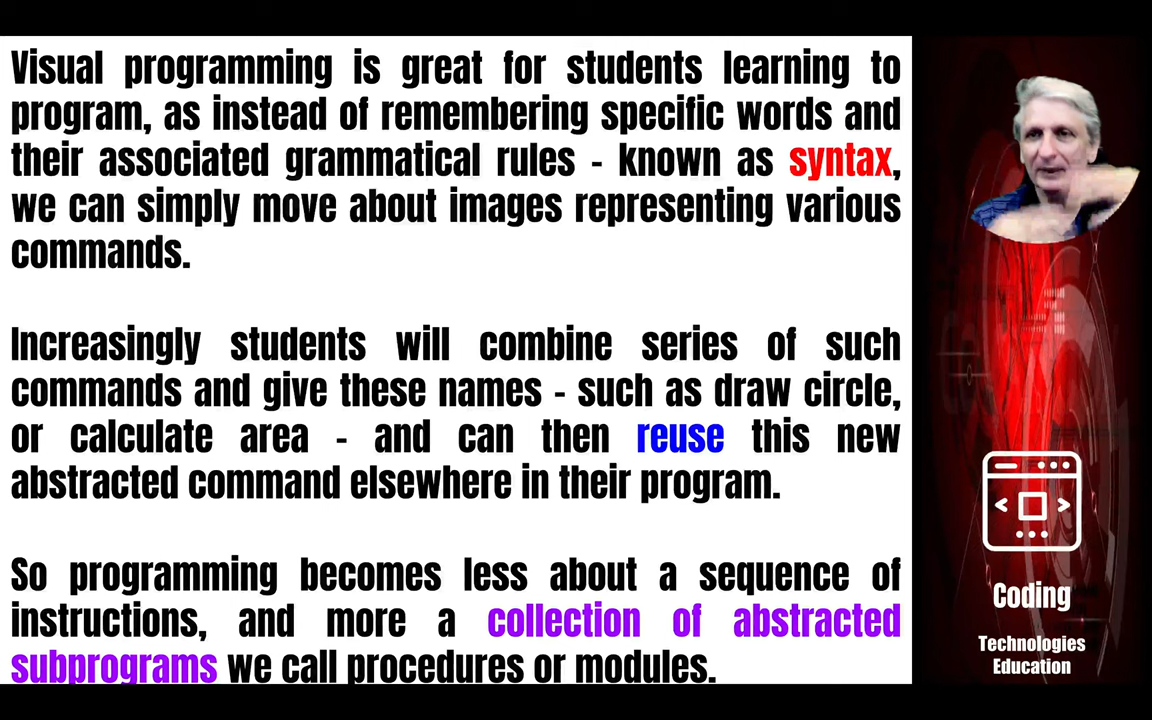 Visual programming is great for students learning to
program, as instead of remembering specific words and
their associated grammatical rules - known as syntax,
we can simply move about images representing various
commands.
Increasingly students will combine series of such
commands and give these names - such as draw circle,
or calculate area - and can then reuse this new
abstracted command elsewhere in their program.
So programming becomes less about a sequence of
instructions, and more a collection of abstracted
subprograms we call procedures or modules.
Coding
Technologies
Education